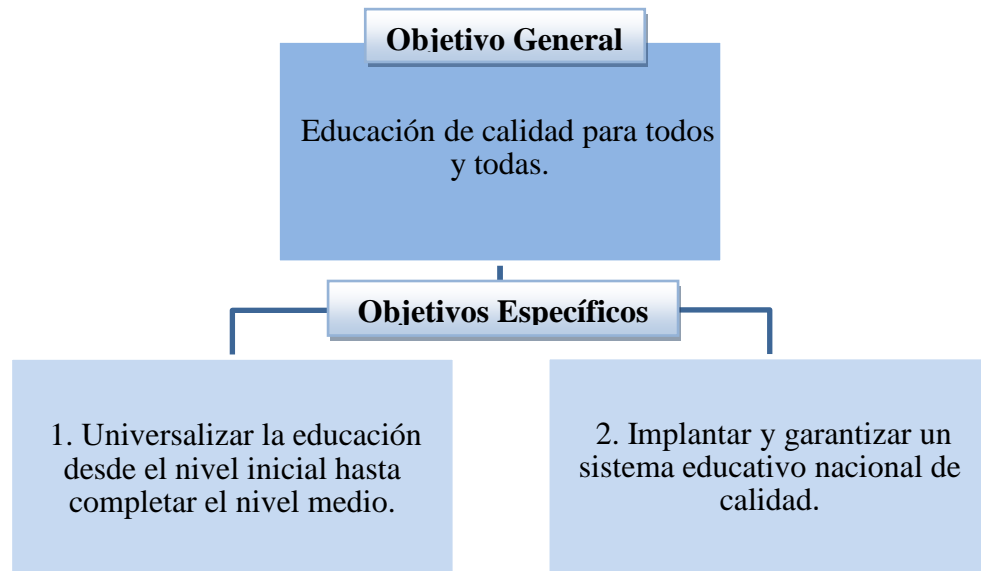 Objetivo General
Educación de calidad para todos
y todas.
Objetivos Específicos
1. Universalizar la educación
desde el nivel inicial hasta
completar el nivel medio.
2. Implantar y garantizar un
sistema educativo nacional de
calidad.